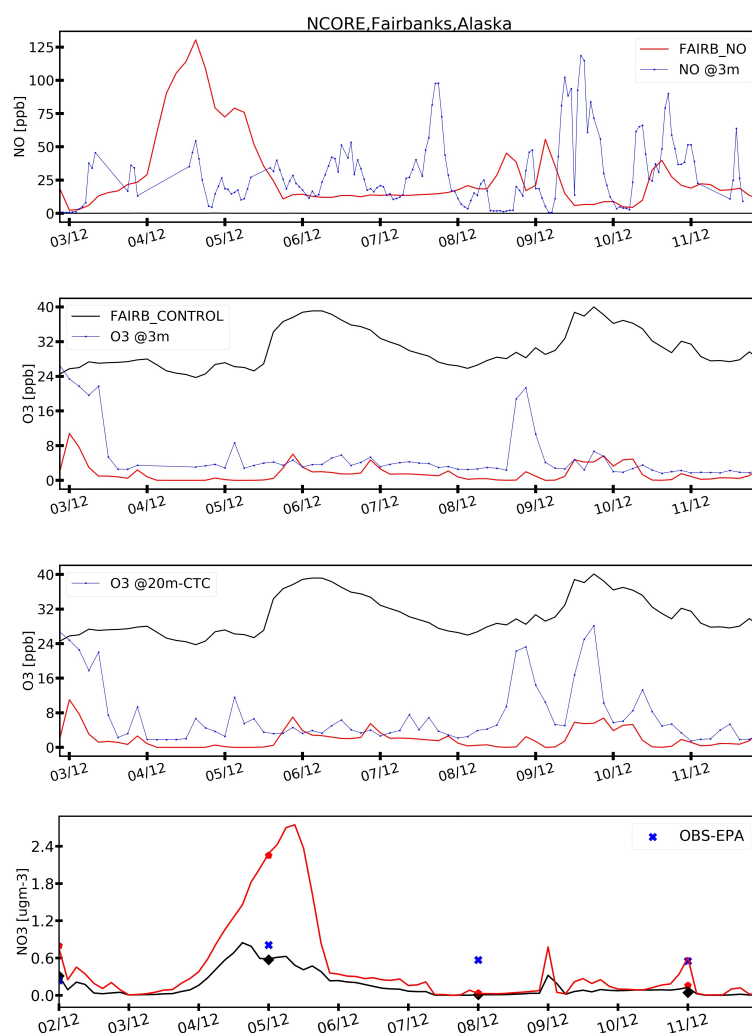 NCORE,Fairbanks,Alaska
NO [ppb]
125
100
75
50
25
0
FAIRB_NO
NO @3m
03/12 04/12 05/12 06/12 07/12 08/12 09/12 10/12 11/12
O3 [ppb]
40
32
24
16
8
0
FAIRB_CONTROL
O3 @3m
03/12 04/12 05/12 06/12 07/12 08/12 09/12 10/12 11/12
O3 [ppb]
40
32
24
16
8
0
O3 @20m-CTC
03/12 04/12 05/12 06/12 07/12 08/12 09/12 10/12 11/12
NO3 [ugm-3]
2.4
1.8
1.2
0.6
0.0
OBS-EPA
02/12 03/12 04/12 05/12 06/12 07/12 08/12 09/12 10/12 11/12